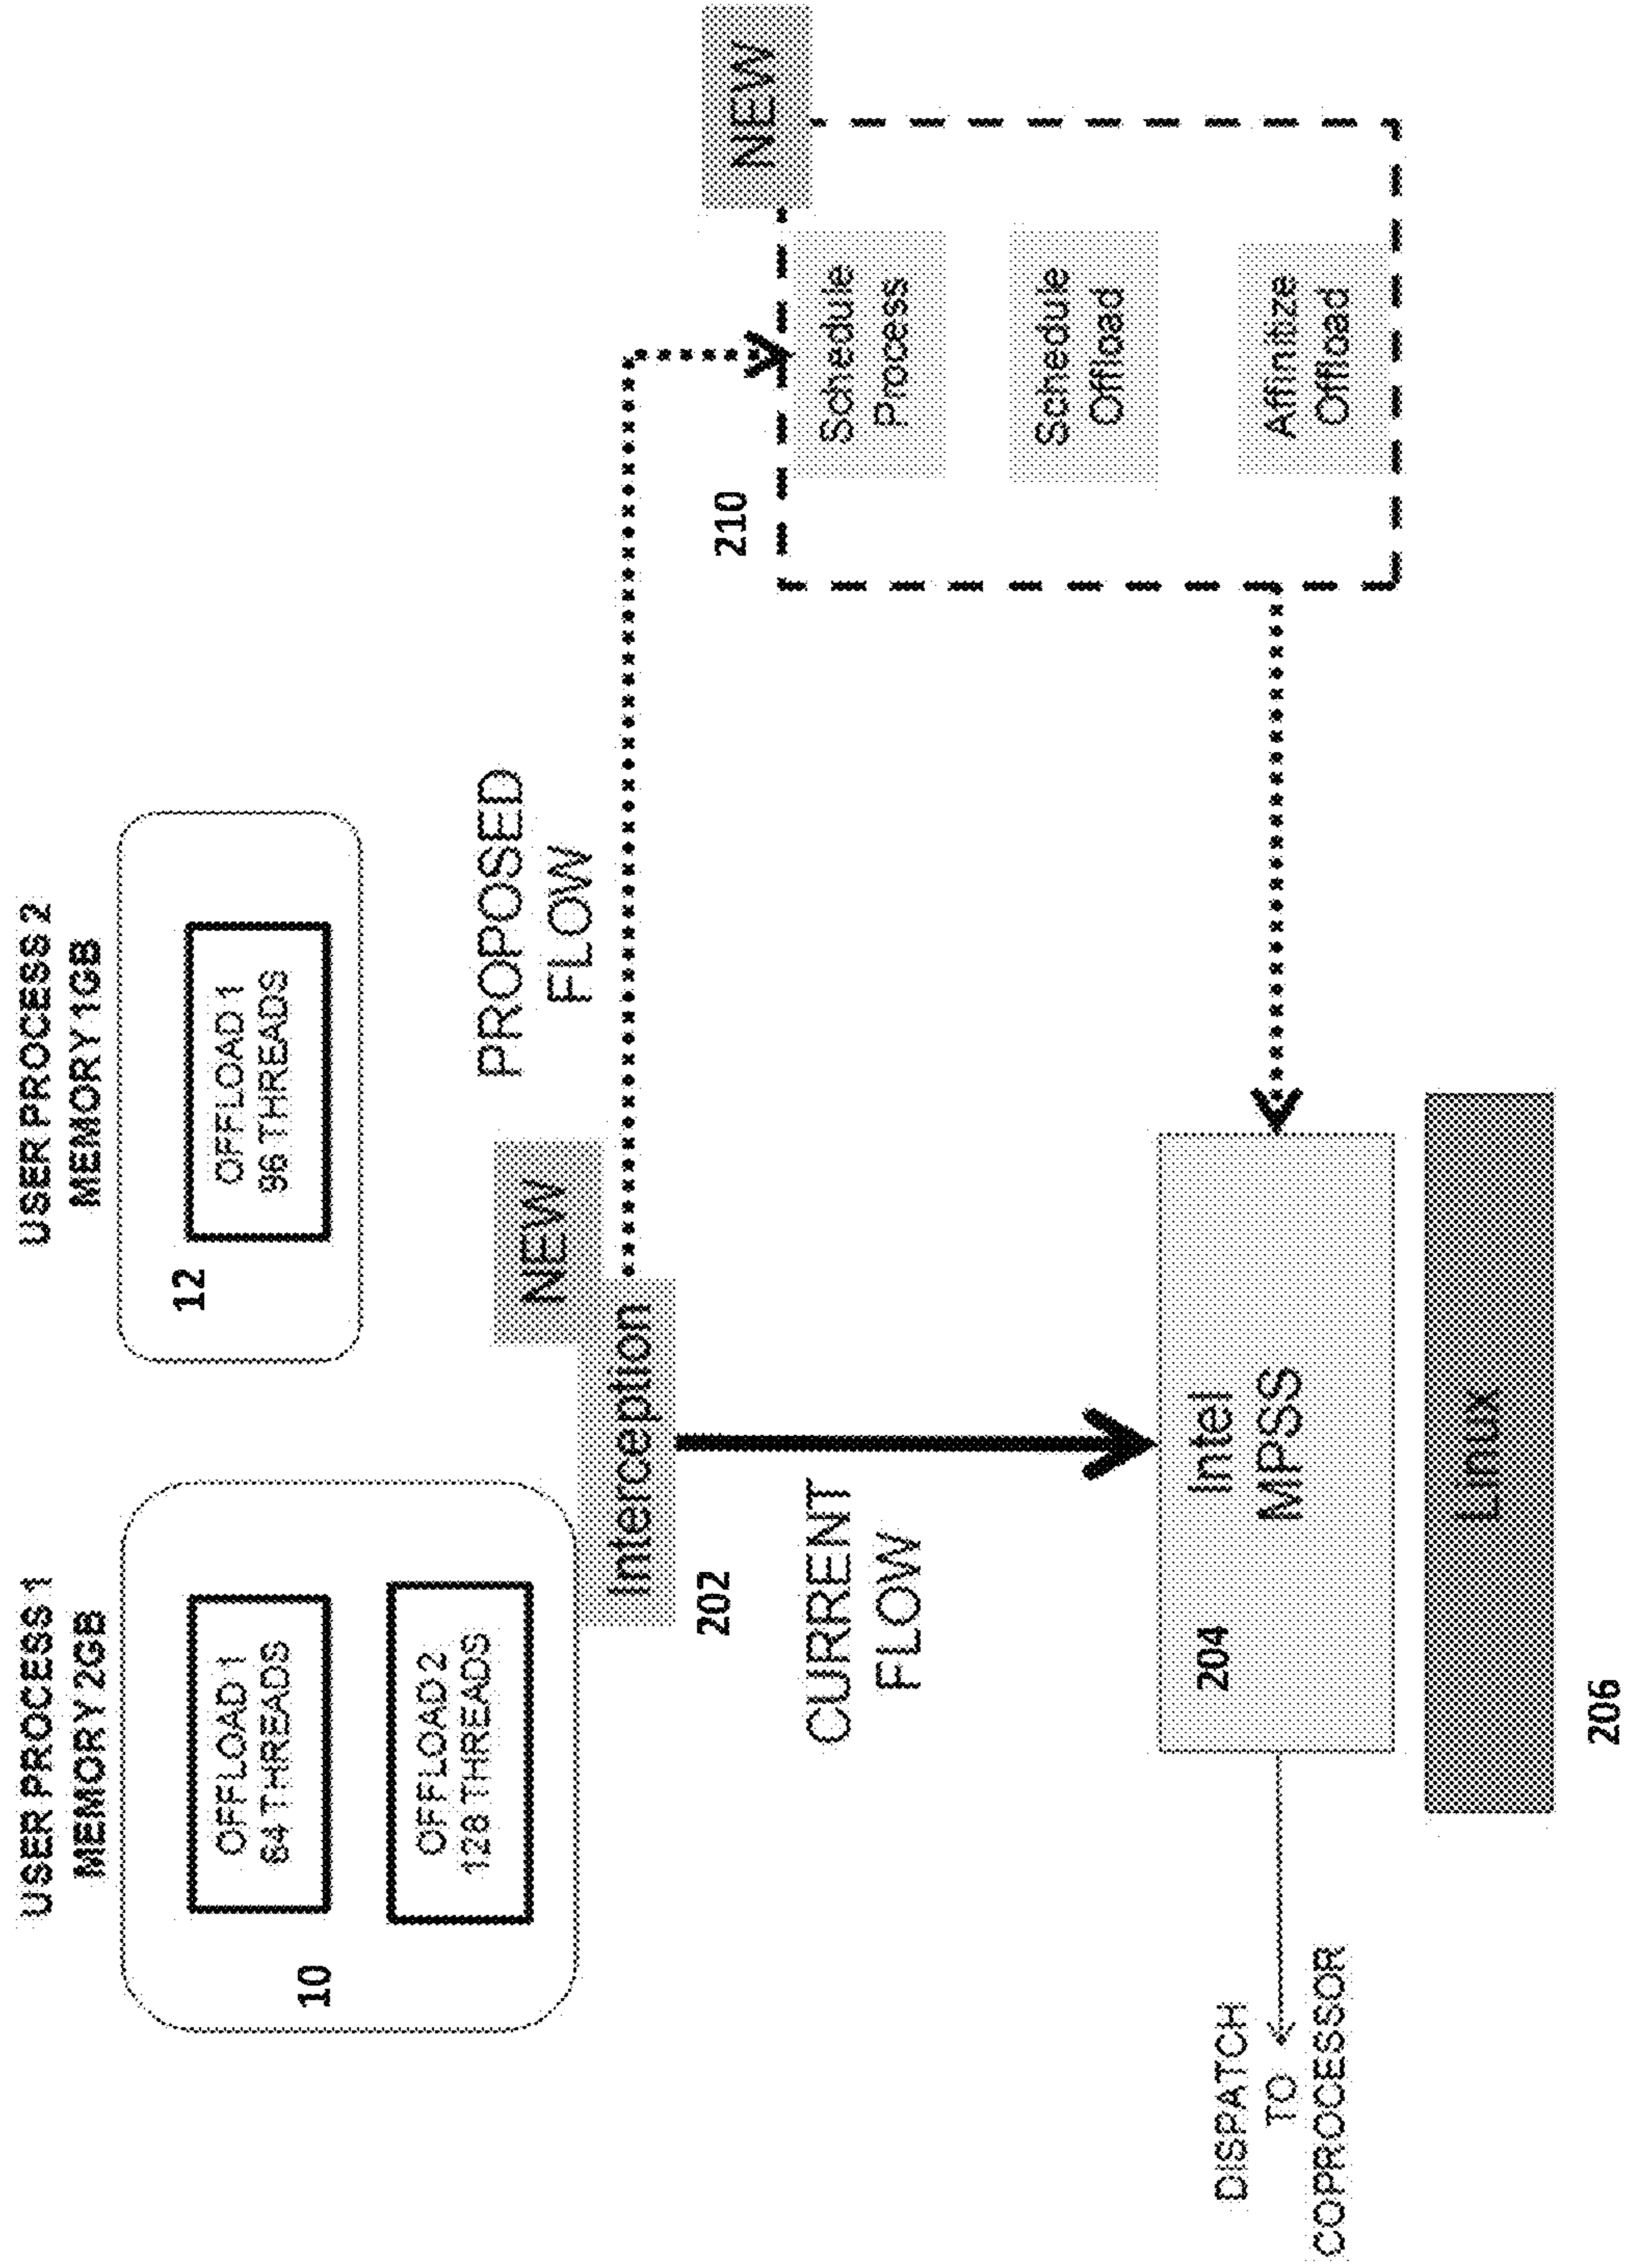 USER PROCESS 1
MEMORY 2GB
OFFLOAD 1
64 THREADS
OFFLOAD 2
128 THREADS
10
USER PROCESS 2
MEMORY 1GB
12
OFFLOAD 1
96 THREADS
NEW
Interception
202
PROPOSED
FLOW
CURRENT
FLOW
NEW
210
Schedule
Process
Schedule
Offload
Affinitize
Offload
Intel
MPSS
204
Linux
206
DISPATCH
TO
COPROCESSOR